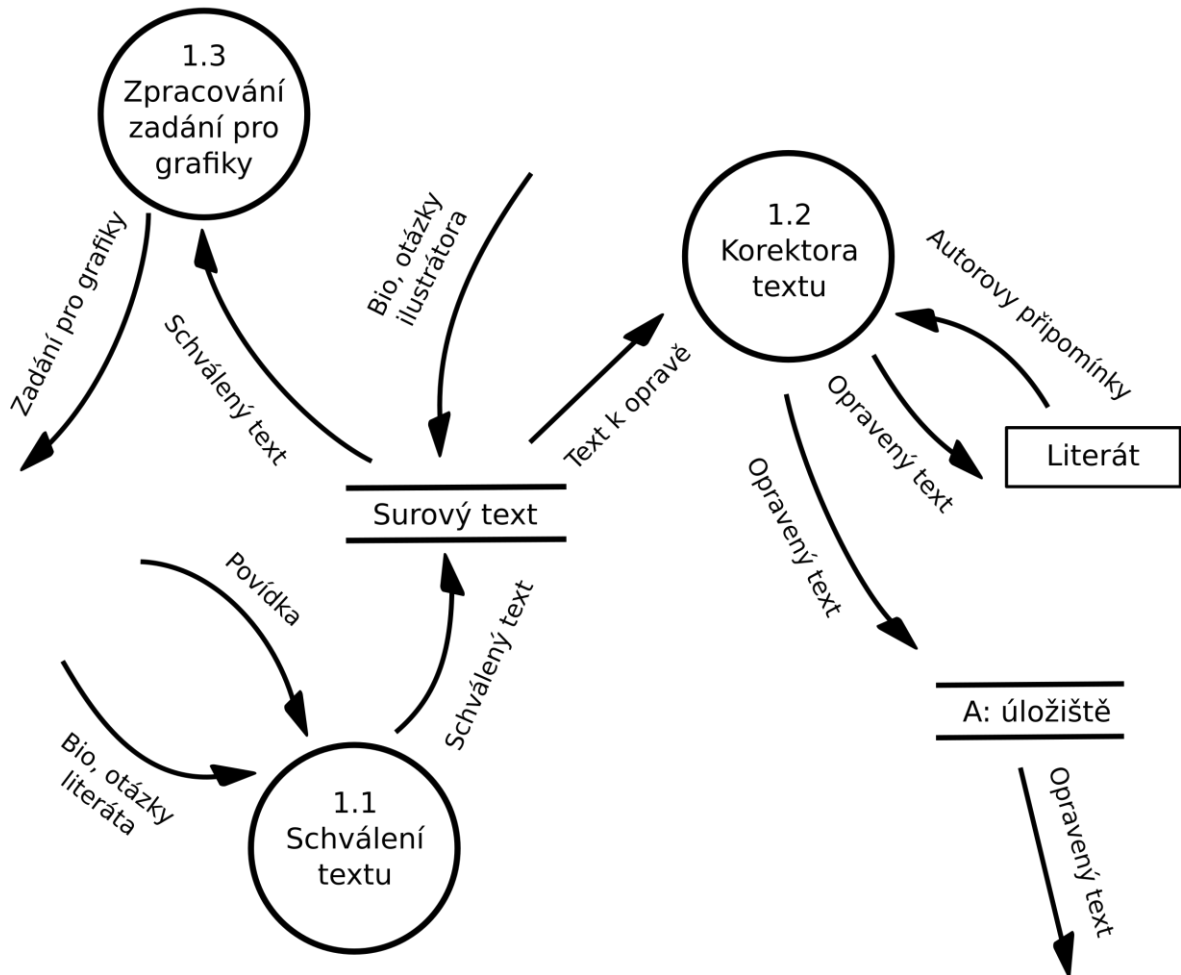 1.3
Zpracování
zadání pro
grafiky
Zadání pro grafiky
Schválený text
Bio, otázky
ilustrátora
1.2
Korektora
textu
Autorovy připomínky
Text k opravě
Opravený text
Opravený text
Literát
Surový text
Povídka
Bio, otázky
literáta
Schválený text
1.1
Schválení
textu
A: úložiště
Opravený text